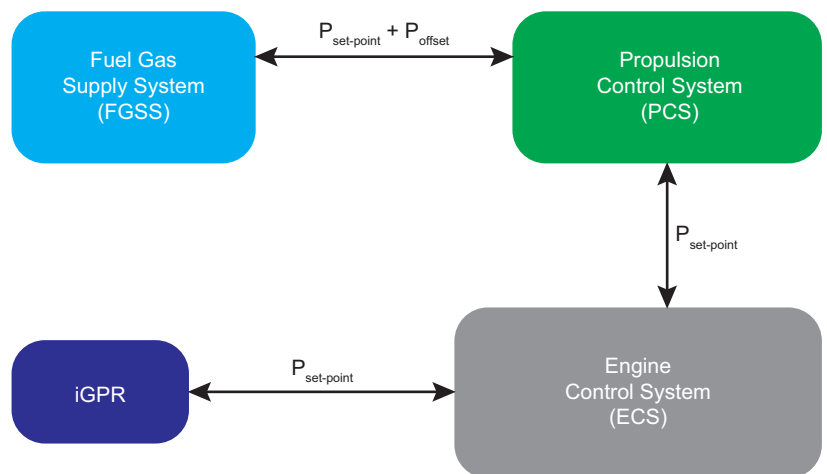 Fuel Gas
Supply System
(FGSS)
P set-point + P offset
Propulsion
Control System
(PCS)
P set-point
iGPR
P set-point
Engine
Control System
(ECS)